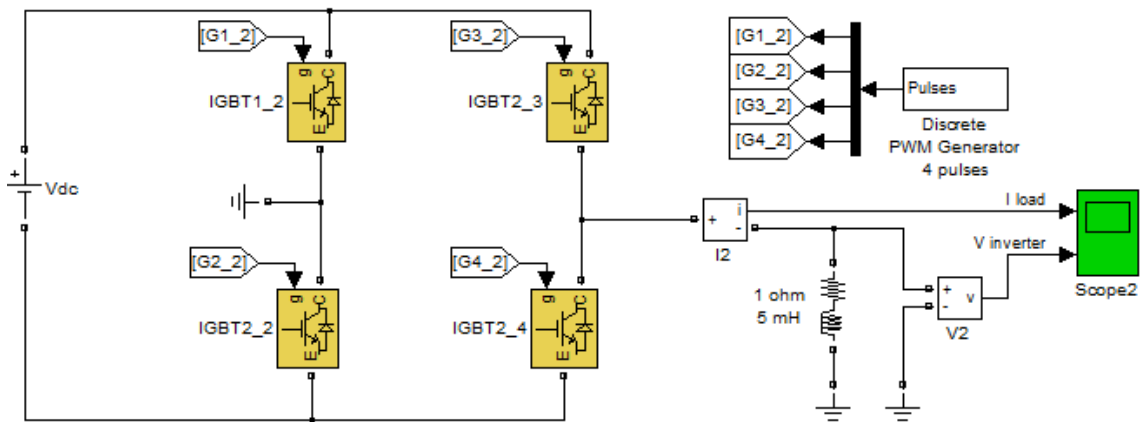 [G1_2]
g
C
E
IGBT1_2
[G3_2]
g
C
E
IGBT2_3
[G1_2]
[G2_2]
[G3_2]
[G4_2]
Pulses
Discrete
PWM Generator
4 pulses
+
Vdc
[G2_2]
g
C
E
IGBT2_2
[G4_2]
g
C
E
IGBT2_4
+
i
-
I2
I load
V inverter
Scope2
1 ohm
5 mH
+
-
v
V2